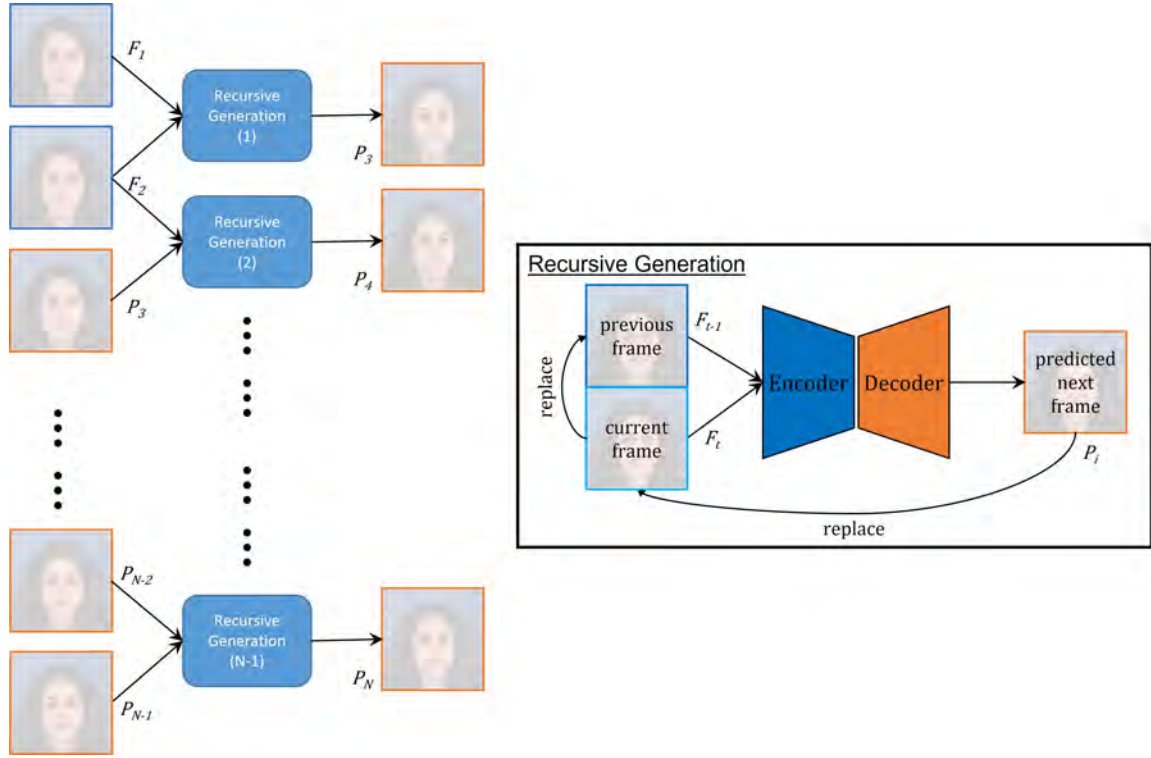 F1
Recursive
Generation
(1)
P3
F2
Recursive
Generation
(2)
P4
P3
PN-2
Recursive
Generation
(N-1)
PN
PN-1
Recursive Generation
previous
frame
Ft-1
replace
current
frame
Ft
Encoder
Decoder
predicted
next
frame
Pi
replace